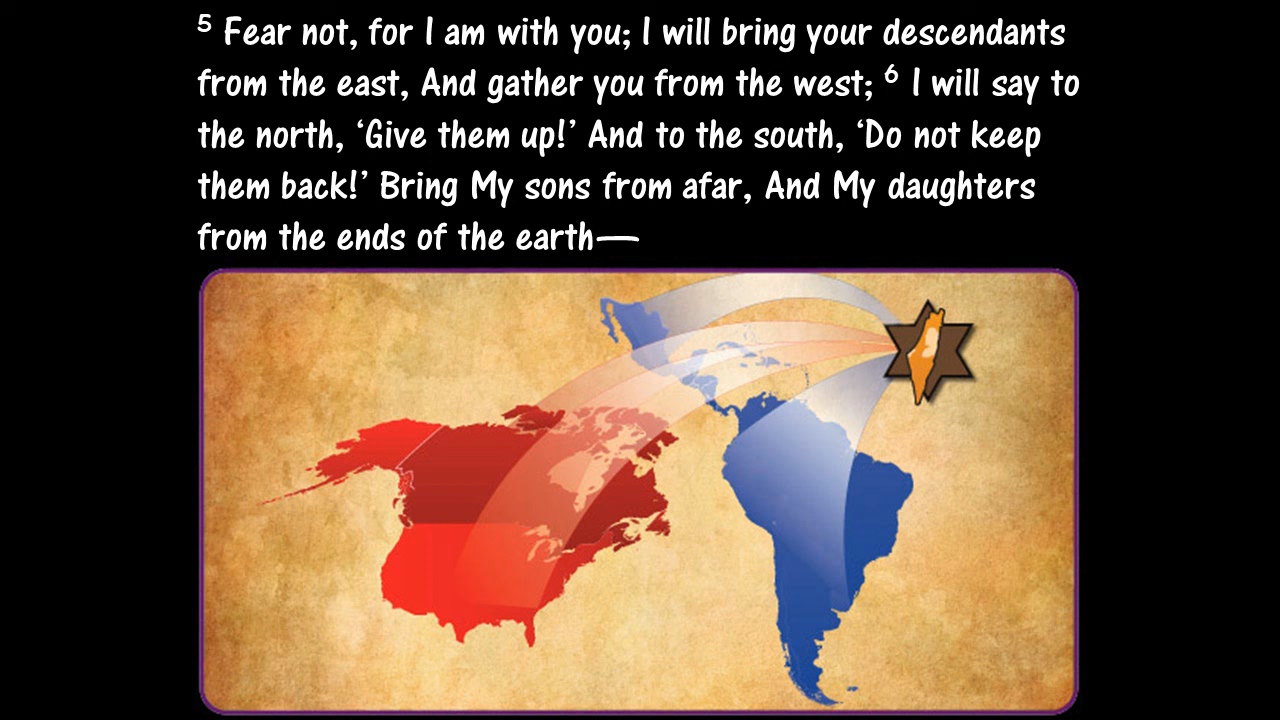 ⁵ Fear not, for I am with you; I will bring your descendants
from the east, And gather you from the west; ⁶ I will say to
the north, ‘Give them up!’ And to the south, ‘Do not keep
them back!’ Bring My sons from afar, And My daughters
from the ends of the earth—